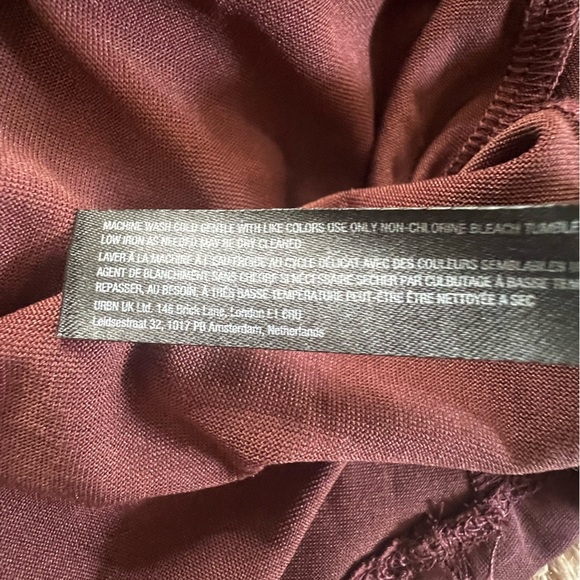 MACHINE WASH COLD GENTLE WITH LIKE COLORS USE ONLY NON-CHLORINE BLEACH TUMBLE
LOW IRON AS NEEDED MAY BE DRY CLEANED
LAVER À LA MACHINE À L'EAU FROIDE AU CYCLE DÉLICAT AVEC DES COULEURS SEMBLABLES
AGENT DE BLANCHIMENT SANS CHLORE SI NÉCESSAIRE SÉCHER PAR CULBUTAGE À BASSE
REPASSER, AU BESOIN, À TRÈS BASSE TEMPÉRATURE PEUT-ÊTRE ÊTRE NETTOYÉE A SEC
URBN UK Ltd. 146 Brick Lane, London E1 6RU
Leidsestraat 32, 1017 PB Amsterdam, Netherlands